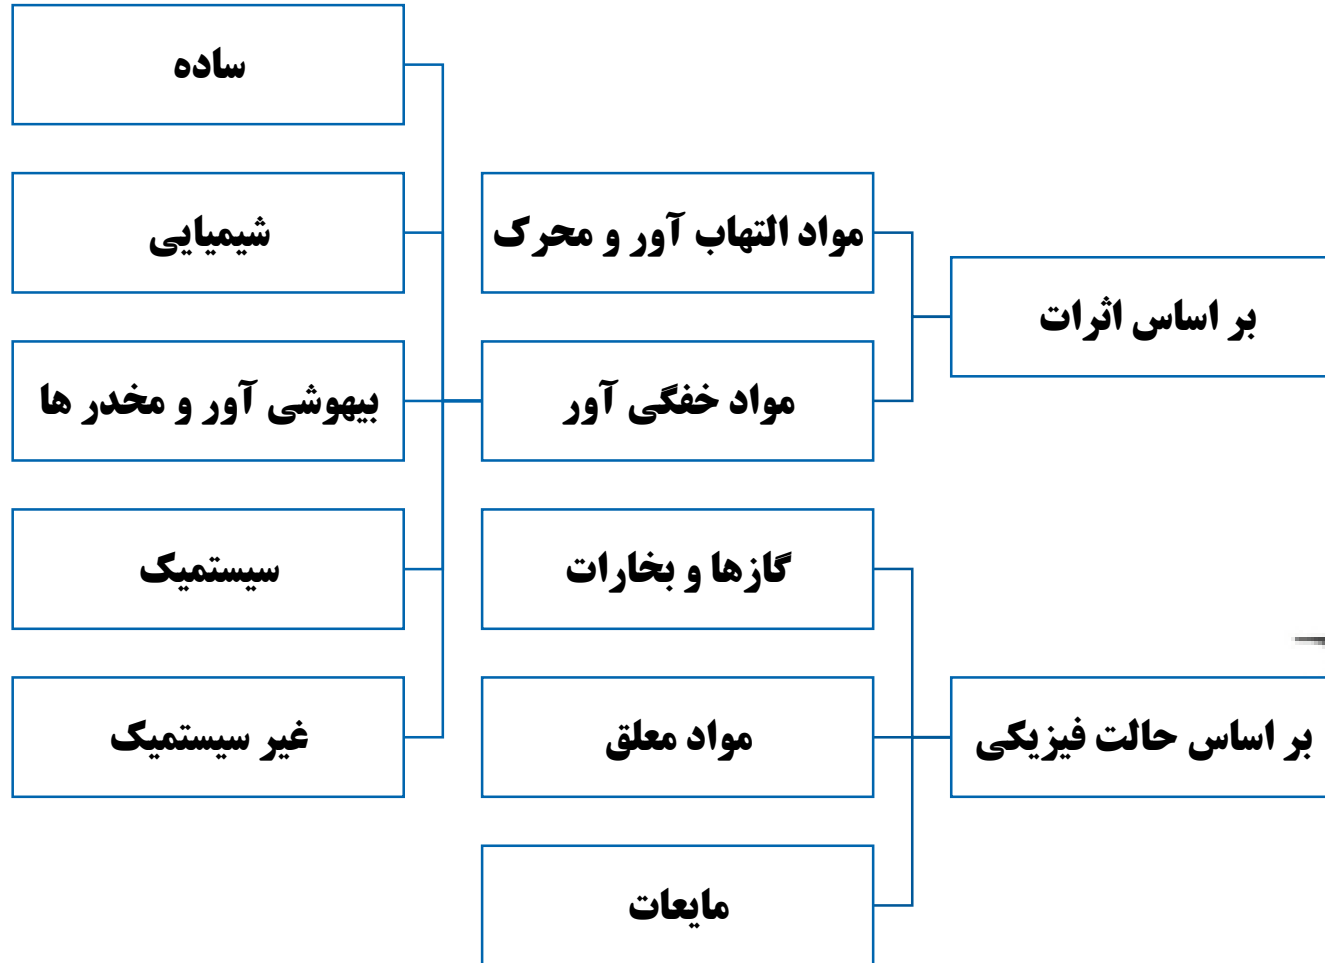 بر اساس اثرات
مواد التهاب آور و محرک
مواد خفگی آور
ساده
شیمیایی
بیهوشی آور و مخدر ها
سیستمیک
غیر سیستمیک
بر اساس حالت فیزیکی
گازها و بخارات
مواد معلق
مایعات